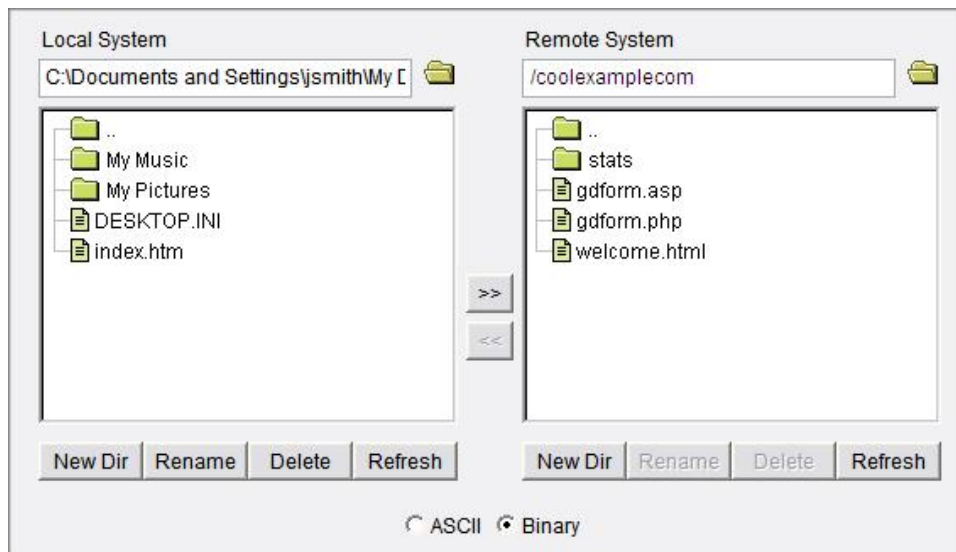 Local System
C:\Documents and Settings\jsmith\My D
..
My Music
My Pictures
DESKTOP.INI
index.htm
New Dir Rename Delete Refresh
>>
<<
Remote System
/coolexamplecom
..
stats
gdform.asp
gdform.php
welcome.html
New Dir Rename Delete Refresh
ASCII Binary